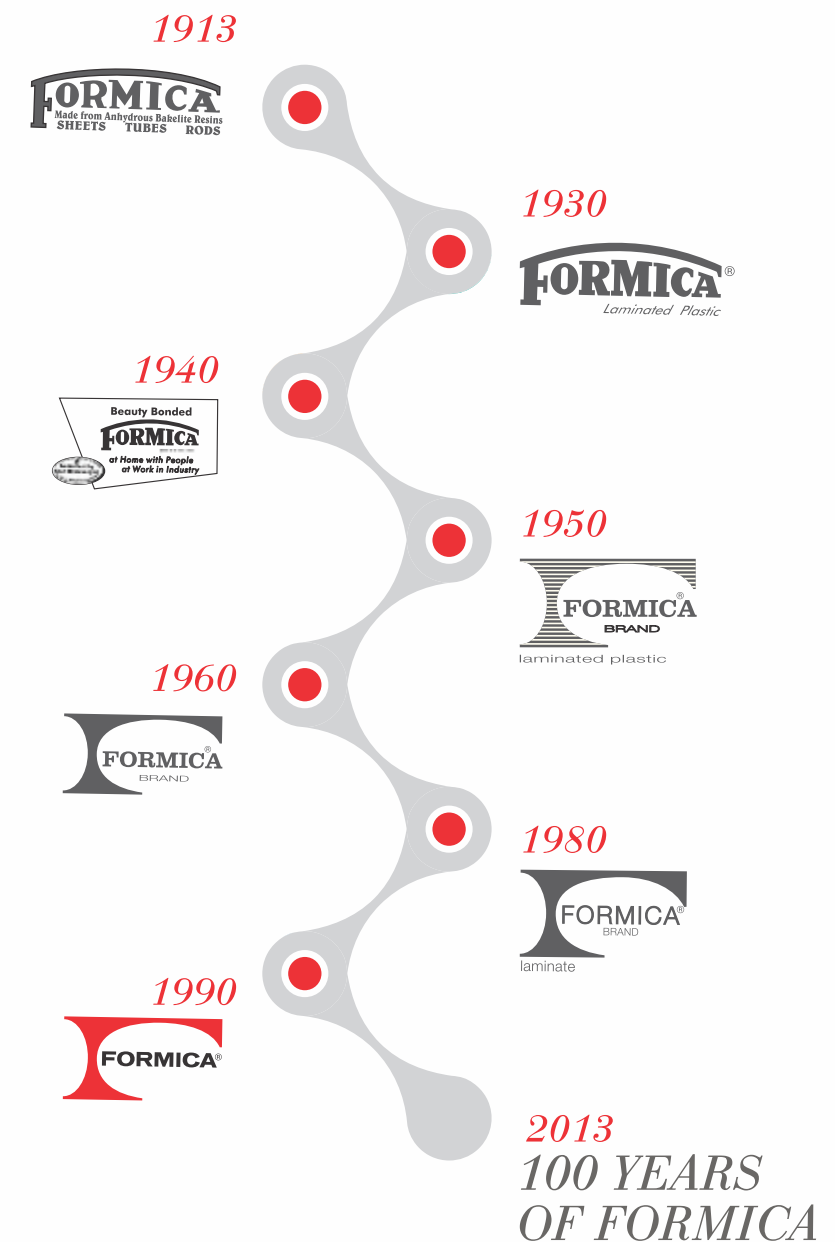 1913
FORMICA
Made from Anhydrous Bakelite Resins
SHEETS TUBES RODS
1930
FORMICA®
Laminated Plastic
1940
Beauty Bonded
FORMICA
at Home with People
at Work in Industry
1950
FORMICA®
BRAND
laminated plastic
1960
FORMICA®
BRAND
1980
FORMICA®
BRAND
laminate
1990
FORMICA®
2013
100 YEARS
OF FORMICA